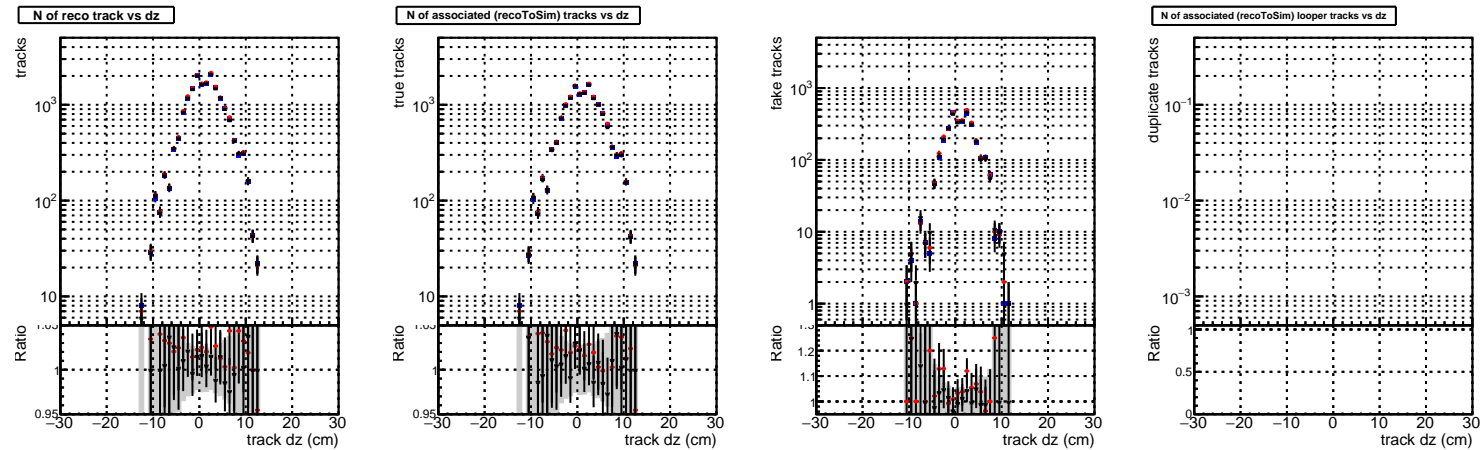 N of reco track vs dz
tracks
10³
10²
10
Ratio
1
0.95
−30 −20 −10 0 10 20 30
track dz (cm)
N of associated (recoToSim) tracks vs dz
true tracks
10³
10²
10
Ratio
1
0.95
−30 −20 −10 0 10 20 30
track dz (cm)
fake tracks
10³
10²
10
1
Ratio
1.2
1.1
1
−30 −20 −10 0 10 20 30
track dz (cm)
N of associated (recoToSim) looper tracks vs dz
duplicate tracks
10⁻¹
10⁻²
10⁻³
Ratio
1
0.5
0
−30 −20 −10 0 10 20 30
track dz (cm)